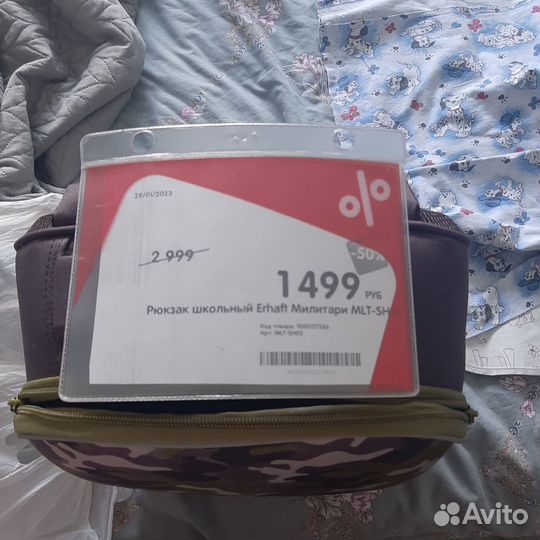 28/01/2023
%
2 999
-50%
1499 РУБ
Рюкзак школьный Erhaft Милитари MLT-SH
Код товара:
Арт: MLT-SH03
Avito